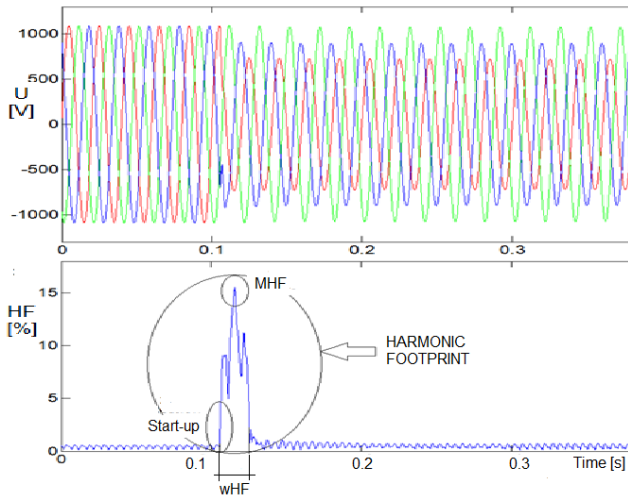 1000
500
U
[V]
0
-500
-1000
0
0.1
0.2
0.3
HF
[%]
15
10
5
0
MHF
HARMONIC
FOOTPRINT
Start-up
0
0.1
0.2
0.3
Time [s]
wHF